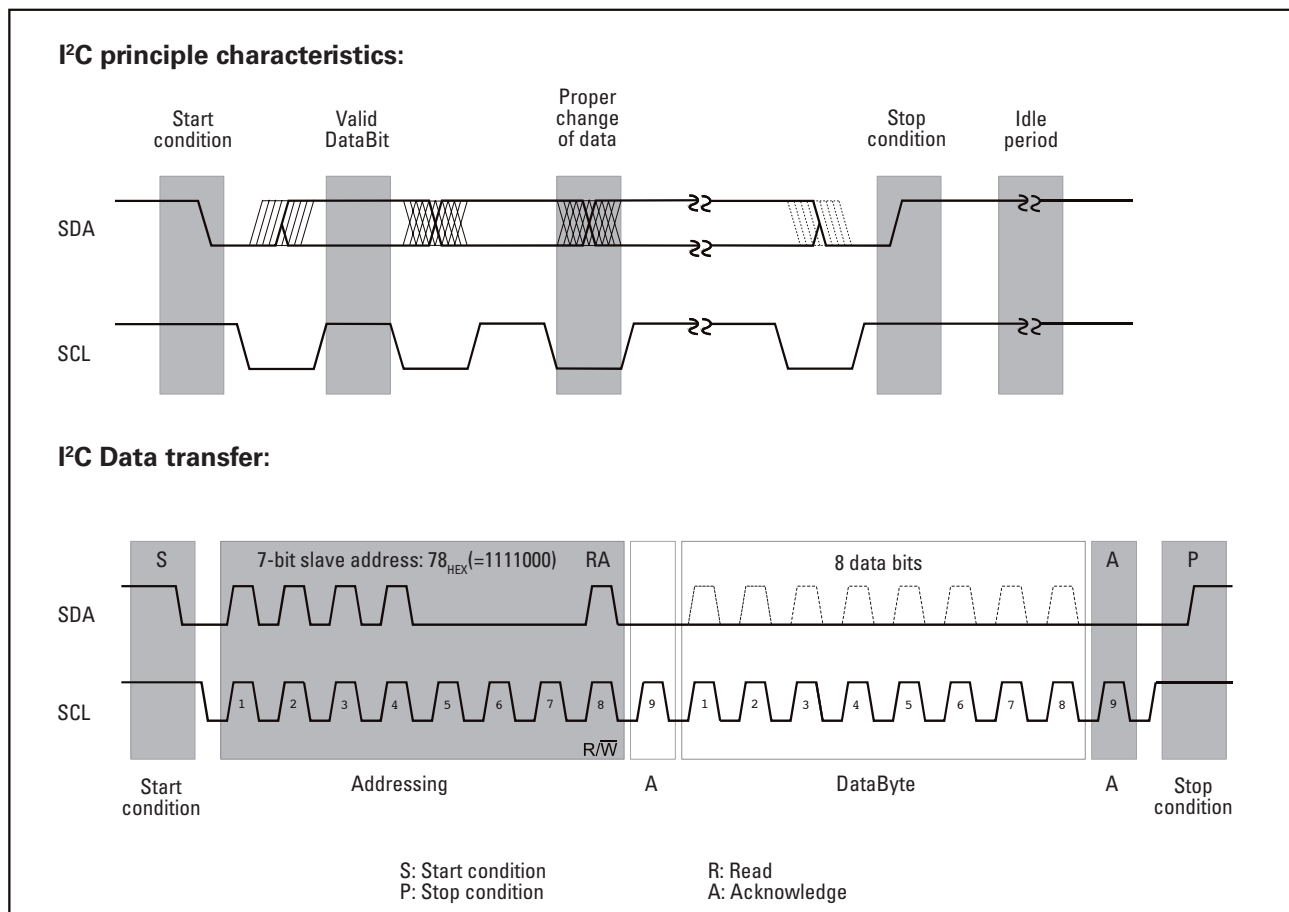 I²C principle characteristics:
Start condition
Valid DataBit
Proper change of data
Stop condition
Idle period
SDA
SCL
I²C Data transfer:
S
7-bit slave address: 78HEX(=1111000)
RA
8 data bits
A
P
SDA
SCL
1 2 3 4 5 6 7 8 9 1 2 3 4 5 6 7 8 9
R/W̅
Start condition
Addressing
A
DataByte
A
Stop condition
S: Start condition
R: Read
P: Stop condition
A: Acknowledge